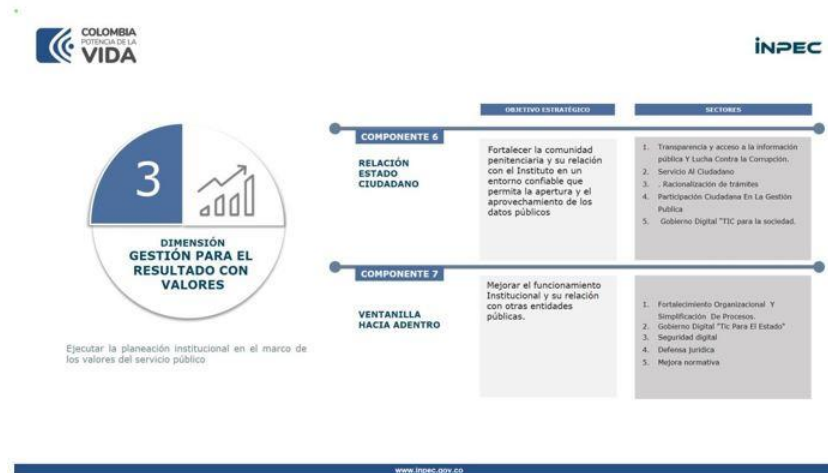 COLOMBIA
POTENCIA DE LA
VIDA
INPEC
OBJETIVO ESTRATÉGICO
SECTORES
3
DIMENSIÓN
GESTIÓN PARA EL
RESULTADO CON
VALORES
Ejecutar la planeación institucional en el marco de
los valores del servicio público
COMPONENTE 6
RELACIÓN
ESTADO
CIUDADANO
Fortalecer la comunidad
penitenciaria y su relación
con el Instituto en un
entorno confiable que
permita la apertura y el
aprovechamiento de los
datos públicos
1. Transparencia y acceso a la información
pública Y Lucha Contra la Corrupción.
2. Servicio Al Ciudadano
3. . Racionalización de trámites
4. Participación Ciudadana En La Gestión
Publica
5. Gobierno Digital "TIC para la sociedad.
COMPONENTE 7
VENTANILLA
HACIA ADENTRO
Mejorar el funcionamiento
Institucional y su relación
con otras entidades
públicas.
1. Fortalecimiento Organizacional Y
Simplificación De Procesos.
2. Gobierno Digital "Tic Para El Estado"
3. Seguridad digital
4. Defensa jurídica
5. Mejora normativa
www.inpec.gov.co